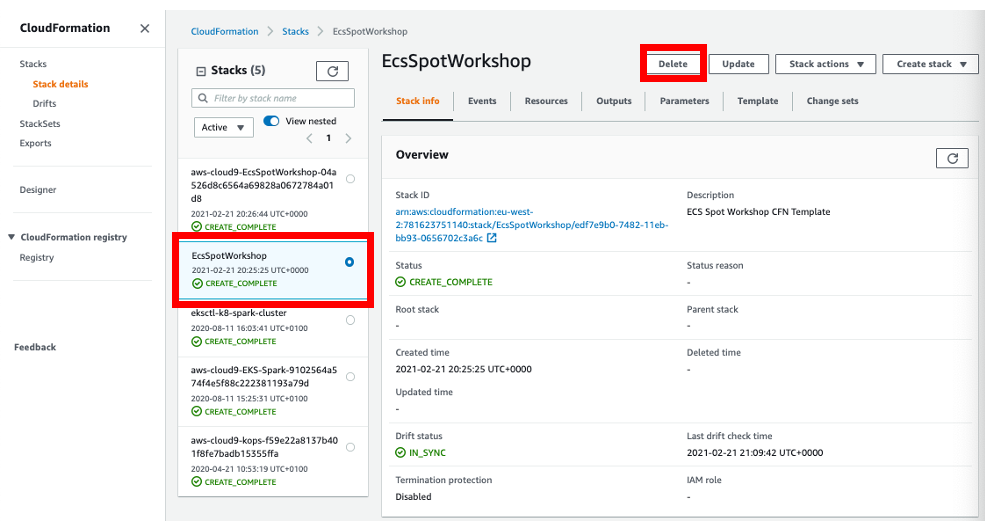 CloudFormation
Stacks
Stack details
Drifts
StackSets
Exports
Designer
CloudFormation registry
Registry
Feedback
CloudFormation > Stacks > EcsSpotWorkshop
Stacks (5)
Filter by stack name
Active
View nested
1
aws-cloud9-EcsSpotWorkshop-04a
526d8c6564a69828a0672784a01
d8
2021-02-21 20:26:44 UTC+0000
CREATE_COMPLETE
EcsSpotWorkshop
2021-02-21 20:25:25 UTC+0000
CREATE_COMPLETE
eksctl-k8-spark-cluster
2020-08-11 16:03:41 UTC+0100
CREATE_COMPLETE
aws-cloud9-EKS-Spark-9102564a5
74f4e5f88c222381193a79d
2020-08-11 15:25:31 UTC+0100
CREATE_COMPLETE
aws-cloud9-kops-f59e22a8137b40
1f8fe7badb15355ffa
2020-04-21 10:53:19 UTC+0100
CREATE_COMPLETE
EcsSpotWorkshop
Delete
Update
Stack actions
Create stack
Stack info
Events
Resources
Outputs
Parameters
Template
Change sets
Overview
Stack ID
arn:aws:cloudformation:eu-west-
2:781623751140:stack/EcsSpotWorkshop/edf7e9b0-7482-11eb-
bb93-0656702c3a6c
Description
ECS Spot Workshop CFN Template
Status
CREATE_COMPLETE
Status reason
-
Root stack
-
Parent stack
-
Created time
2021-02-21 20:25:25 UTC+0000
Deleted time
-
Updated time
-
Drift status
IN_SYNC
Last drift check time
2021-02-21 21:09:42 UTC+0000
Termination protection
Disabled
IAM role
-